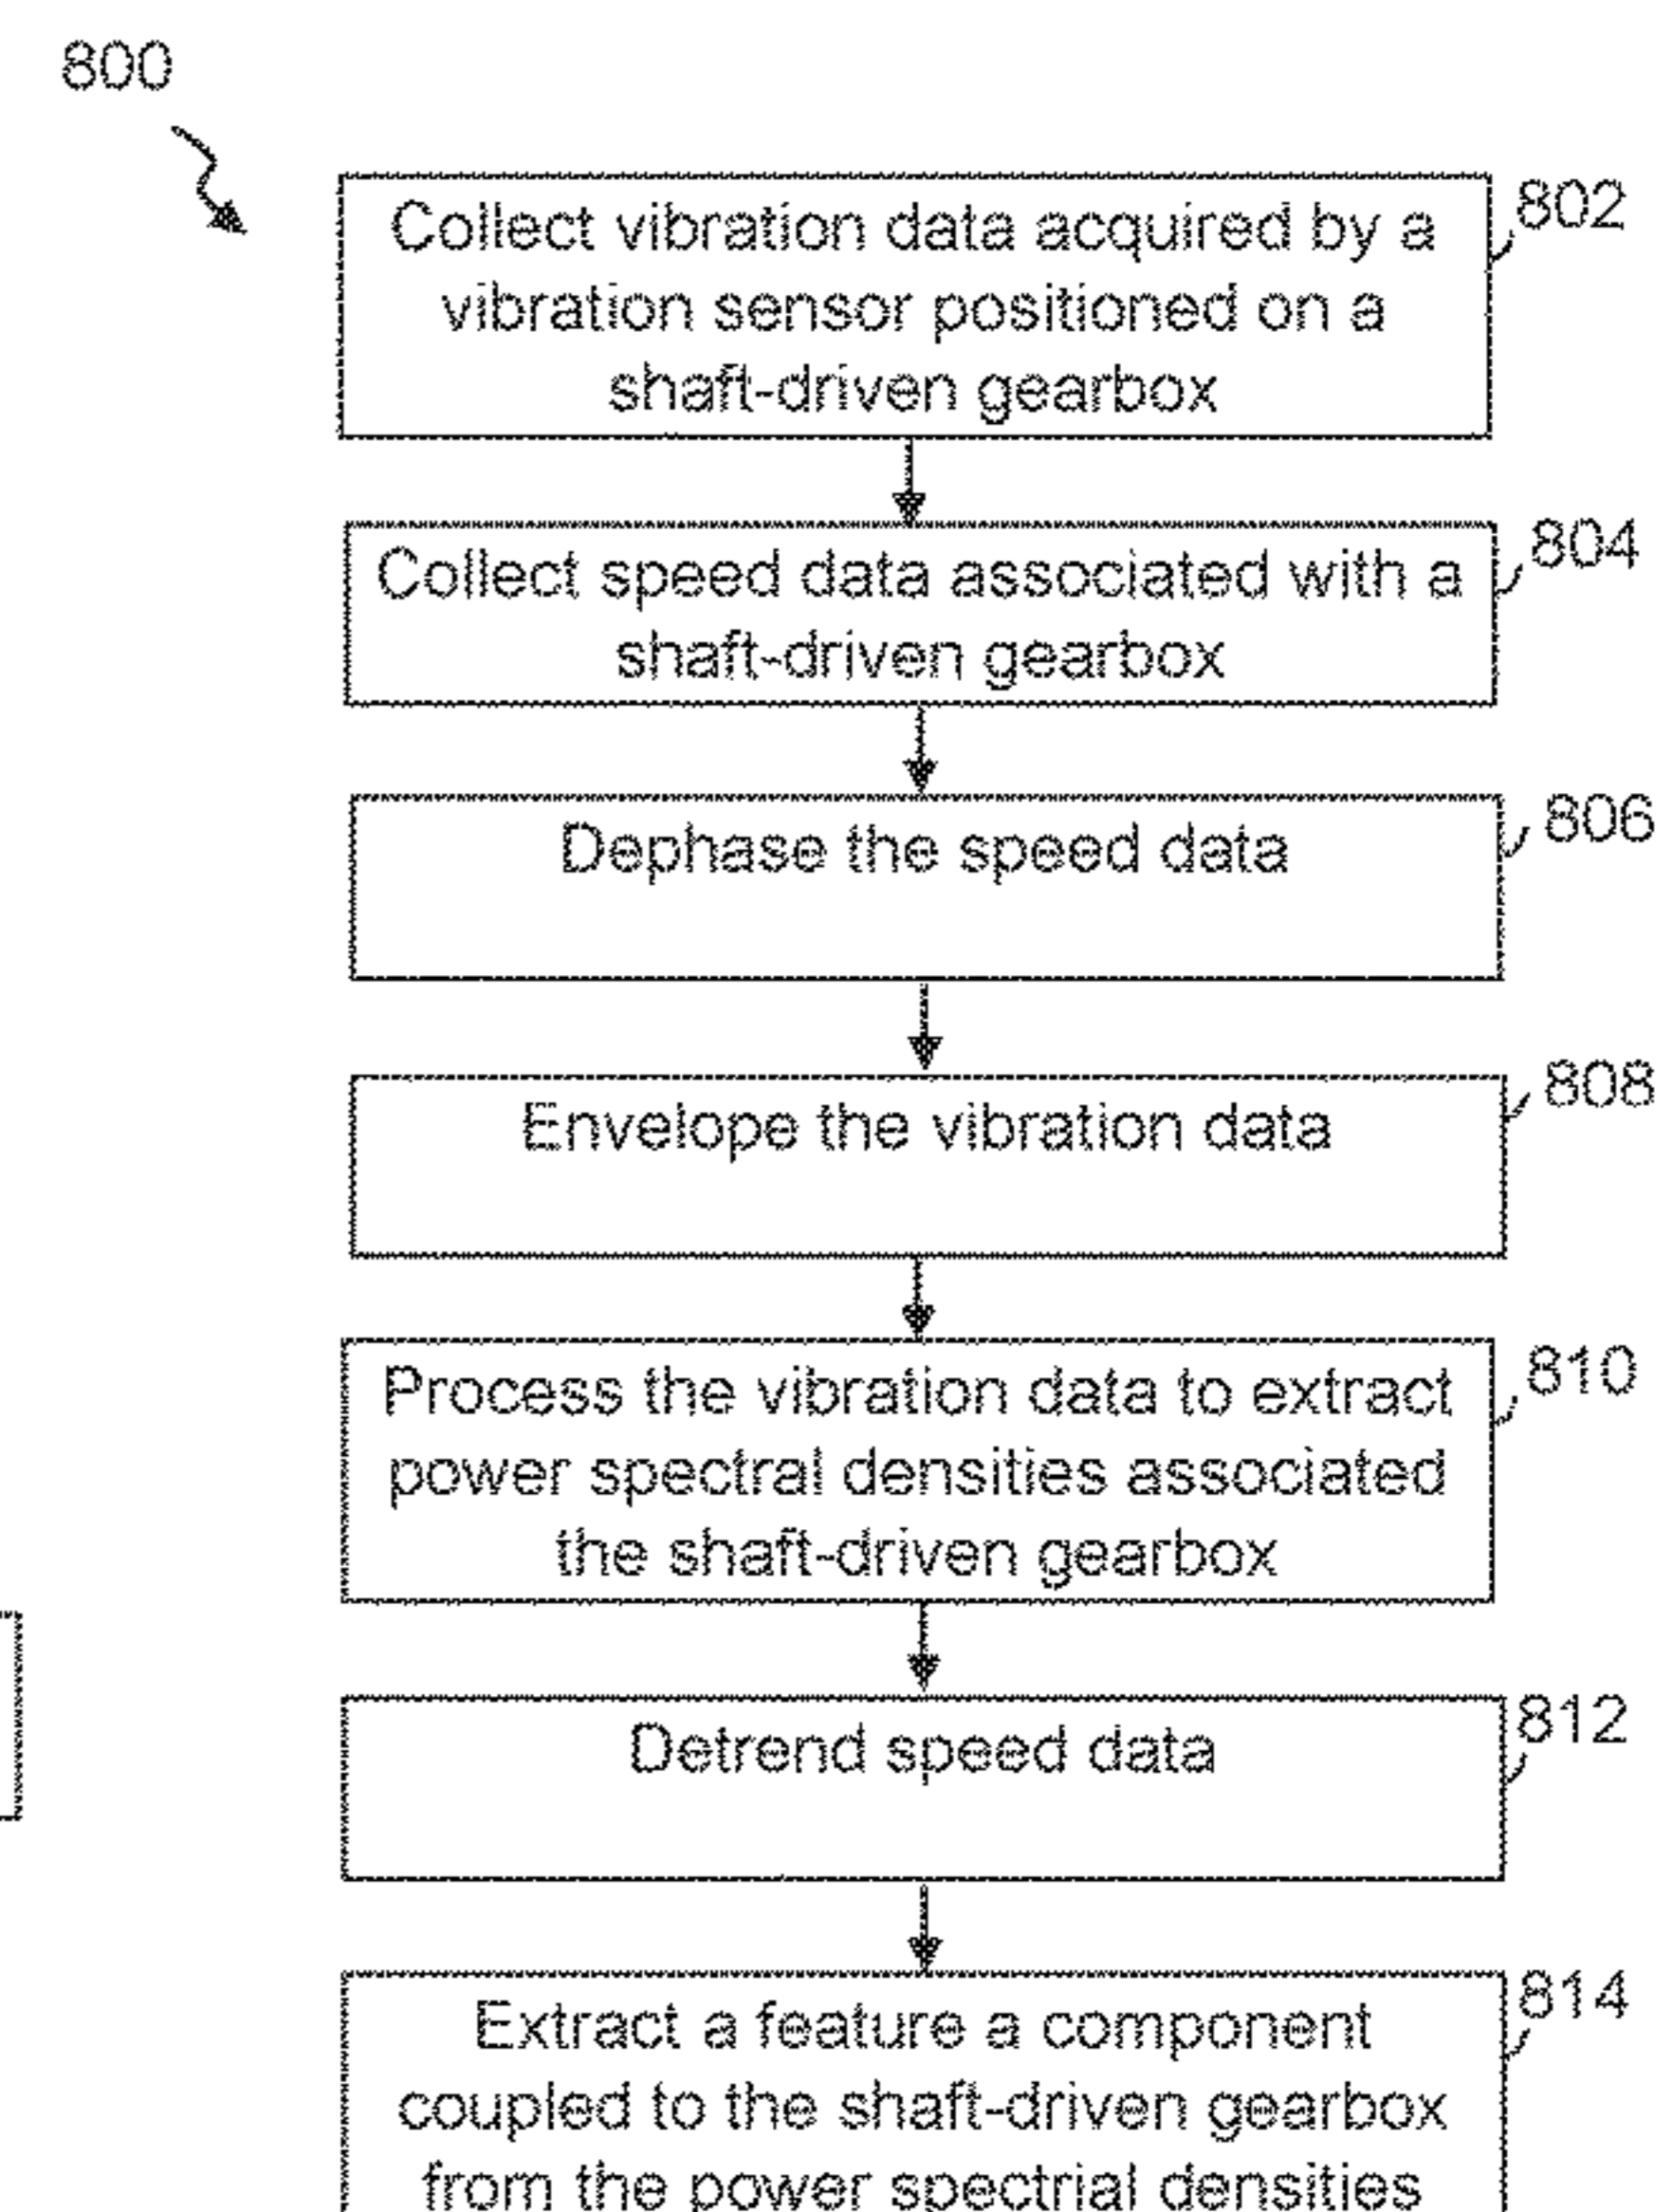 800
Collect vibration data acquired by a
vibration sensor positioned on a
shaft-driven gearbox
802
Collect speed data associated with a
shaft-driven gearbox
804
Dephase the speed data
806
Envelope the vibration data
808
Process the vibration data to extract
power spectral densities associated
the shaft-driven gearbox
810
Detrend speed data
812
Extract a feature a component
coupled to the shaft-driven gearbox
from the power spectrial densities
814